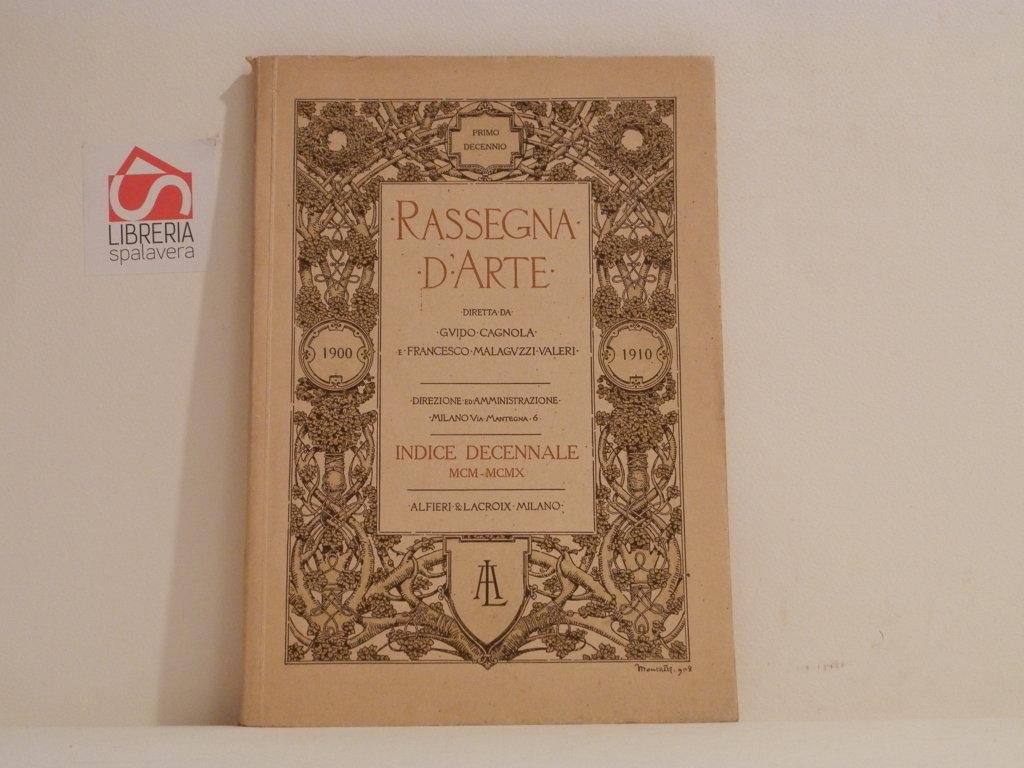 LIBRERIA
spalavera
PRIMO
DECENNIO
RASSEGNA·
·D'ARTE·
·DIRETTA·DA·
·GVIDO·CAGNOLA·
E·FRANCESCO·MALAGVZZI·VALERI·
1900
1910
·DIREZIONE ED AMMINISTRAZIONE·
·MILANO VIA·MANTEGNA·6·
INDICE DECENNALE
MCM-MCMX
·ALFIERI·&LACROIX·MILANO·
AL